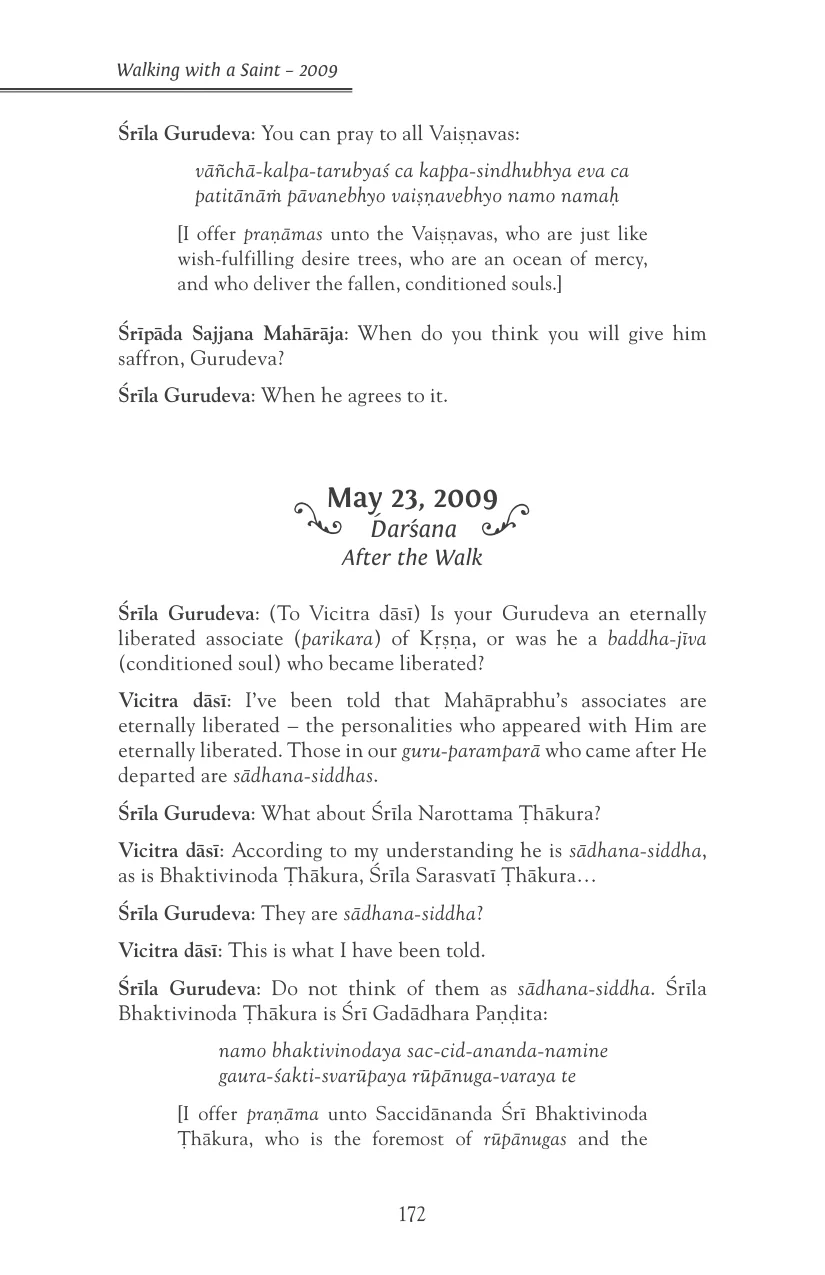 Walking with a Saint – 2009
Śrīla Gurudeva: You can pray to all Vaiṣṇavas:
vāñchā-kalpa-tarubyaś ca kappa-sindhubhya eva ca
patitānāṁ pāvanebhyo vaiṣṇavebhyo namo namaḥ
[I offer praṇāmas unto the Vaiṣṇavas, who are just like
wish-fulfilling desire trees, who are an ocean of mercy,
and who deliver the fallen, conditioned souls.]
Śrīpāda Sajjana Mahārāja: When do you think you will give him
saffron, Gurudeva?
Śrīla Gurudeva: When he agrees to it.
May 23, 2009
Ḋarśana
After the Walk
Śrīla Gurudeva: (To Vicitra dāsī) Is your Gurudeva an eternally
liberated associate (parikara) of Kṛṣṇa, or was he a baddha-jīva
(conditioned soul) who became liberated?
Vicitra dāsī: I’ve been told that Mahāprabhu’s associates are
eternally liberated – the personalities who appeared with Him are
eternally liberated. Those in our guru-paramparā who came after He
departed are sādhana-siddhas.
Śrīla Gurudeva: What about Śrīla Narottama Ṭhākura?
Vicitra dāsī: According to my understanding he is sādhana-siddha,
as is Bhaktivinoda Ṭhākura, Śrīla Sarasvatī Ṭhākura…
Śrīla Gurudeva: They are sādhana-siddha?
Vicitra dāsī: This is what I have been told.
Śrīla Gurudeva: Do not think of them as sādhana-siddha. Śrīla
Bhaktivinoda Ṭhākura is Śrī Gadādhara Paṇḍita:
namo bhaktivinodaya sac-cid-ananda-namine
gaura-śakti-svarūpaya rūpānuga-varaya te
[I offer praṇāma unto Saccidānanda Śrī Bhaktivinoda
Ṭhākura, who is the foremost of rūpānugas and the
172